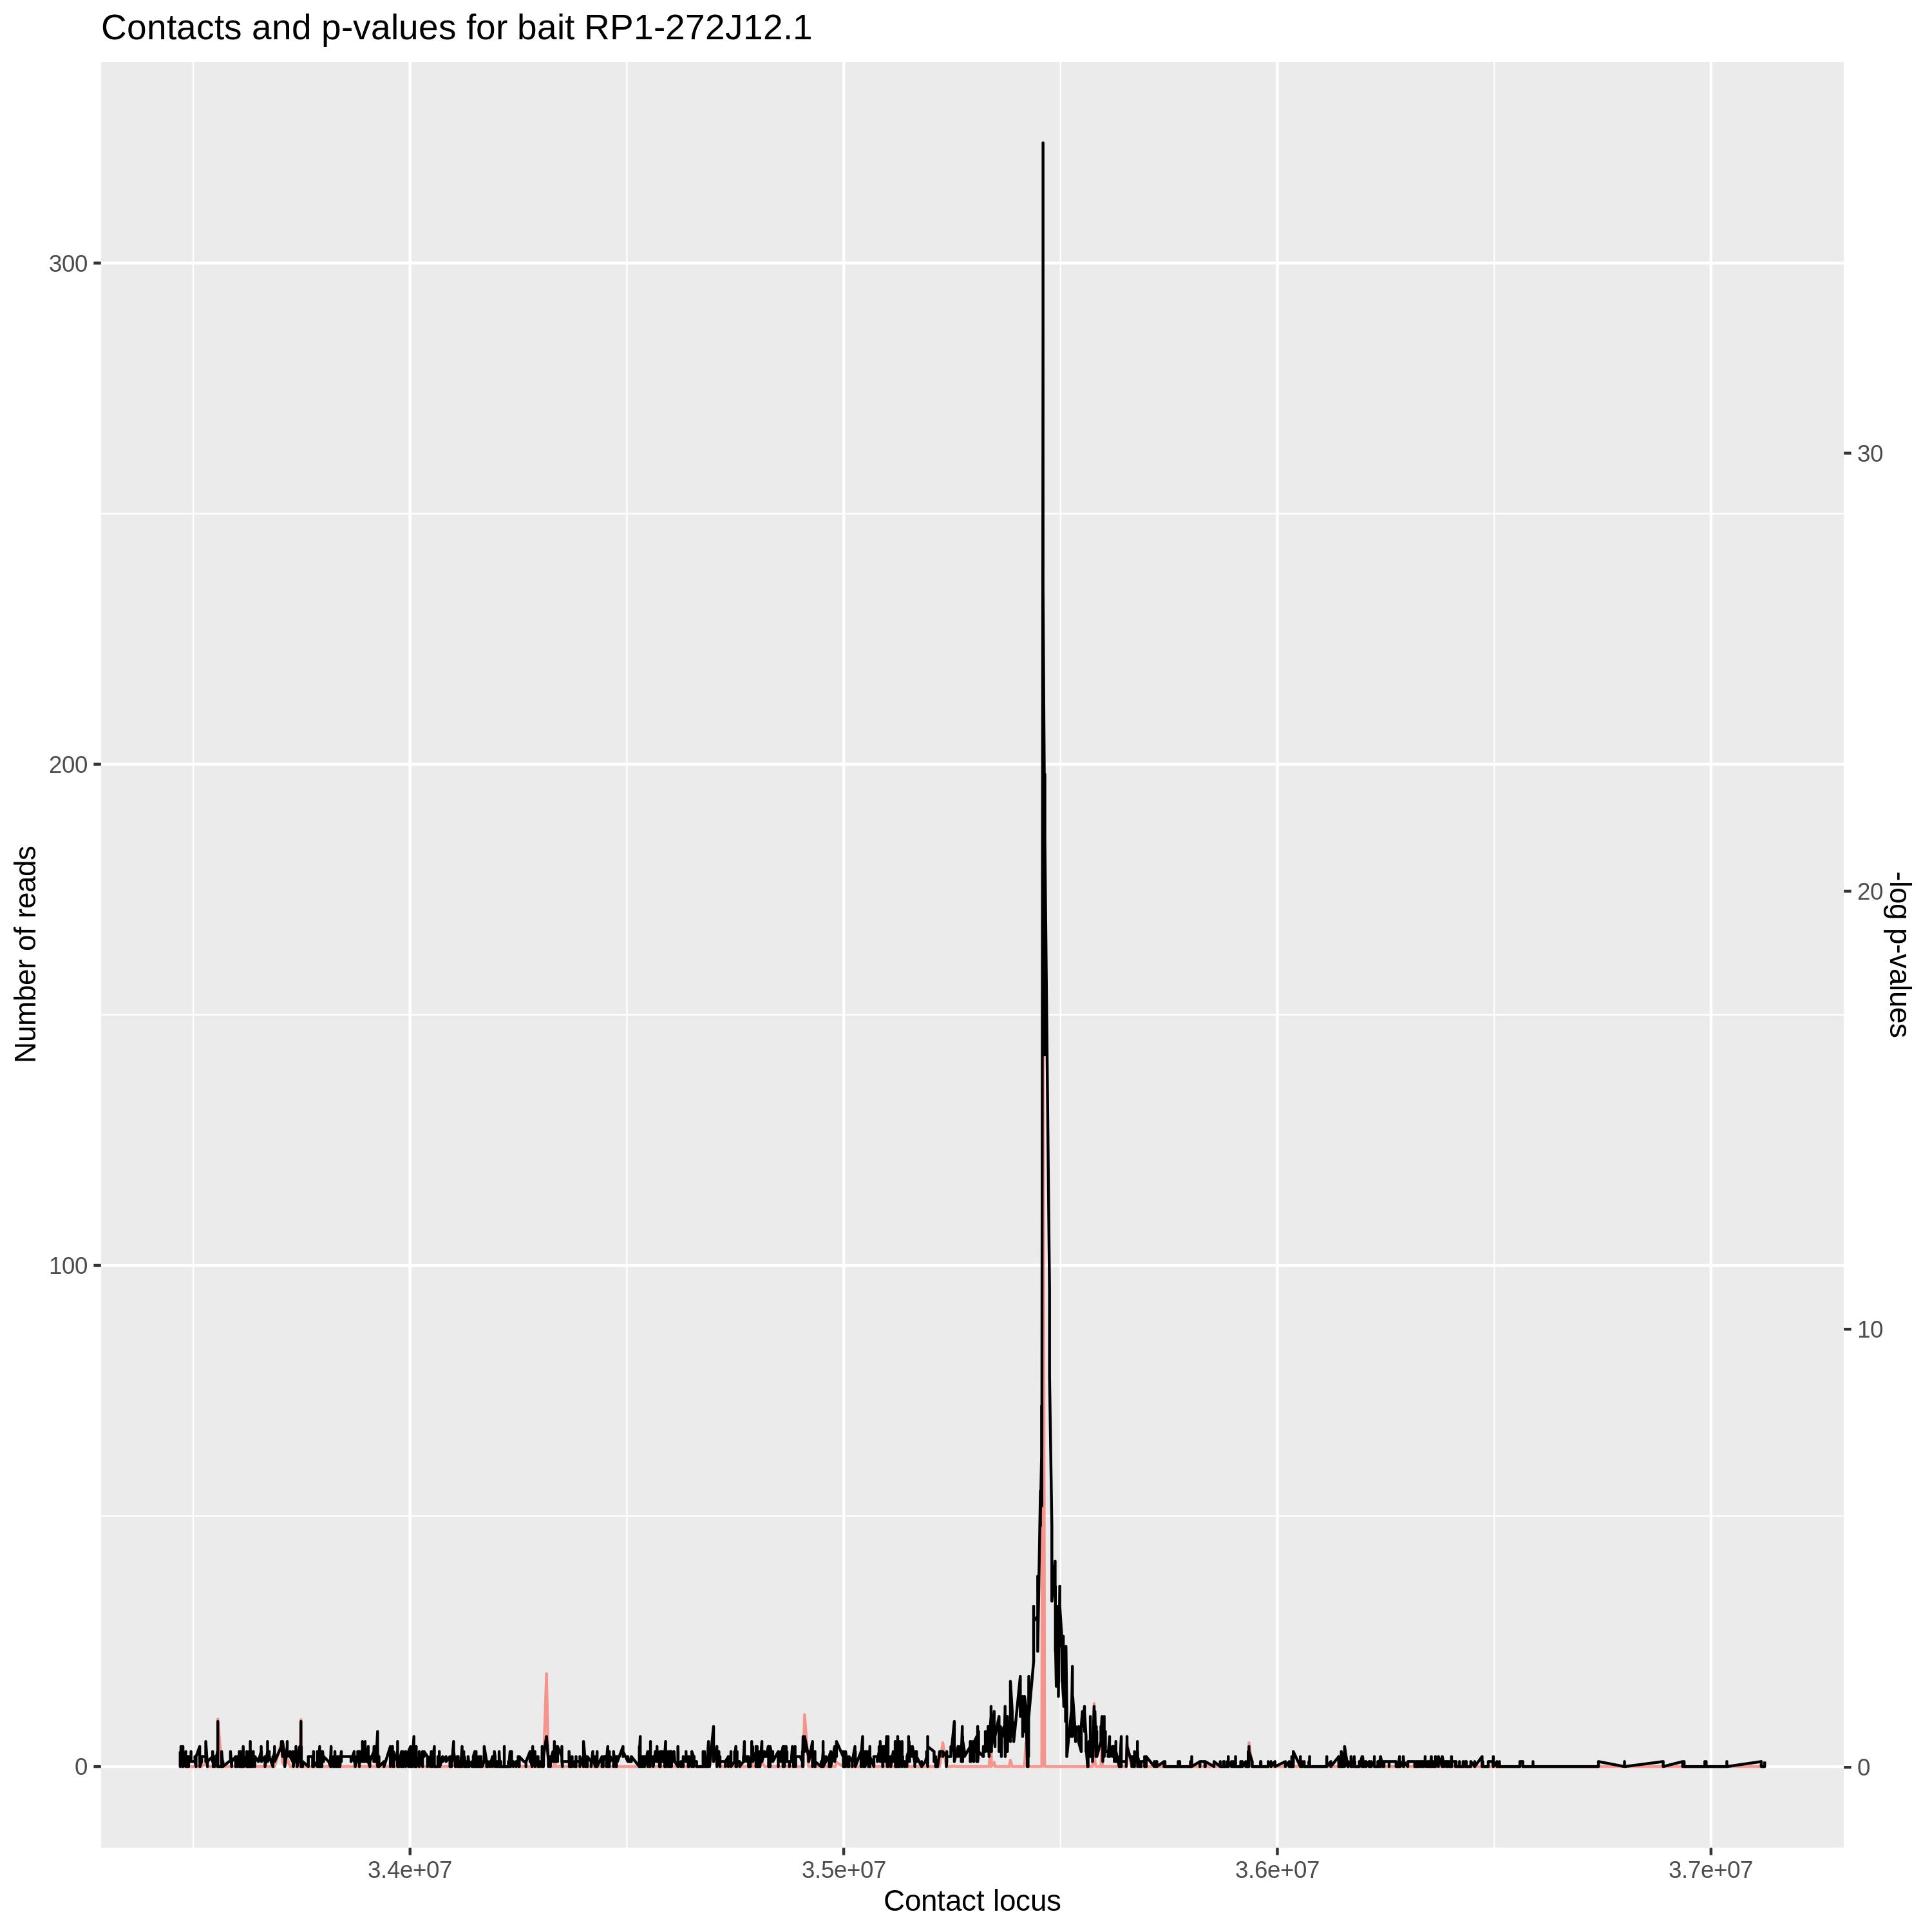 Contacts and p-values for bait RP1-272J12.1
300
200
100
0
Number of reads
30
20
10
0
-log p-values
3.4e+07
3.5e+07
3.6e+07
3.7e+07
Contact locus